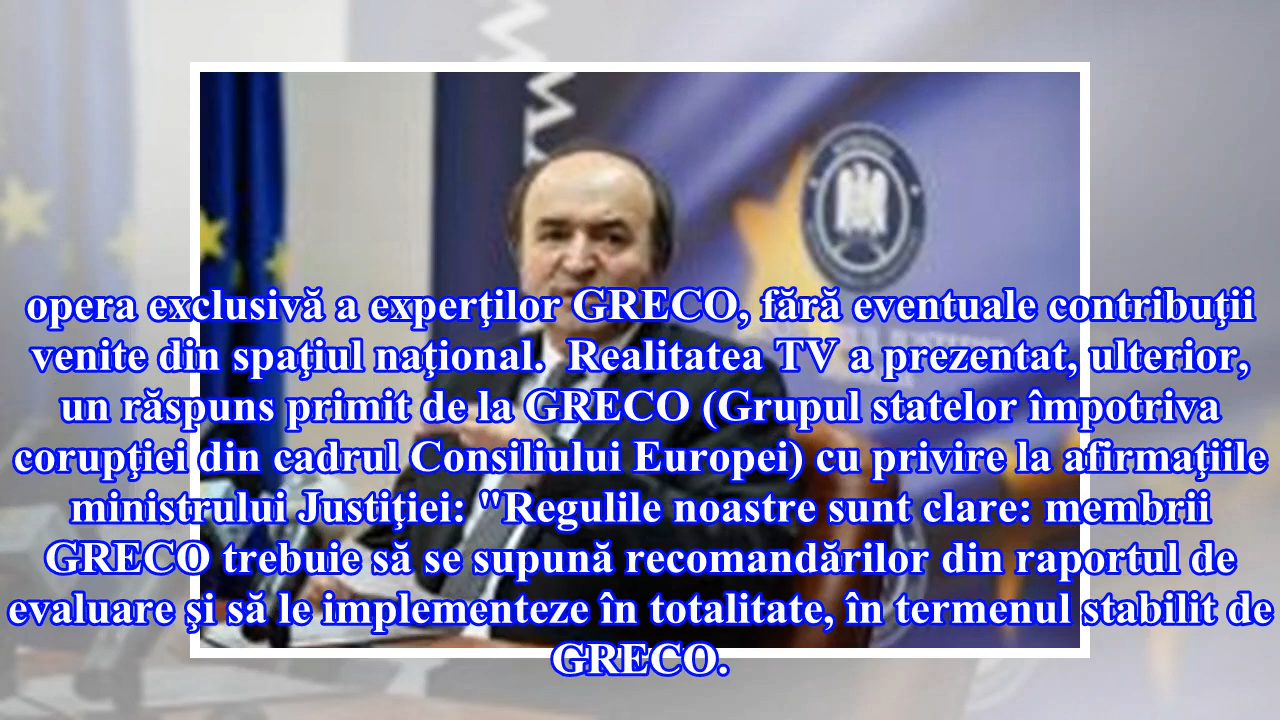 opera exclusivă a experţilor GRECO, fără eventuale contribuţii
venite din spaţiul naţional.  Realitatea TV a prezentat, ulterior,
un răspuns primit de la GRECO (Grupul statelor împotriva
corupţiei din cadrul Consiliului Europei) cu privire la afirmaţiile
ministrului Justiţiei: "Regulile noastre sunt clare: membrii
GRECO trebuie să se supună recomandărilor din raportul de
evaluare şi să le implementeze în totalitate, în termenul stabilit de
GRECO.